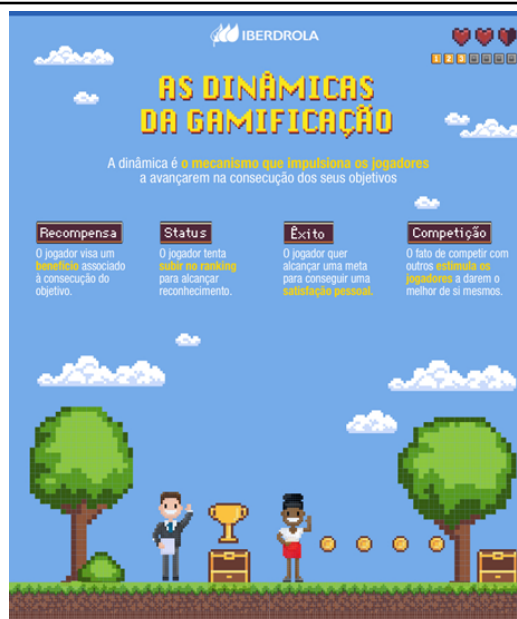 IBERDROLA
1 2 3
AS DINÂMICAS
DA GAMIFICAÇÃO
A dinâmica é o mecanismo que impulsiona os jogadores
a avançarem na consecução dos seus objetivos
Recompensa
O jogador visa um
benefício associado
à consecução do
objetivo.
Status
O jogador tenta
subir no ranking
para alcançar
reconhecimento.
Êxito
O jogador quer
alcançar uma meta
para conseguir uma
satisfação pessoal.
Competição
O fato de competir com
outros estimula os
jogadores a darem o
melhor de si mesmos.